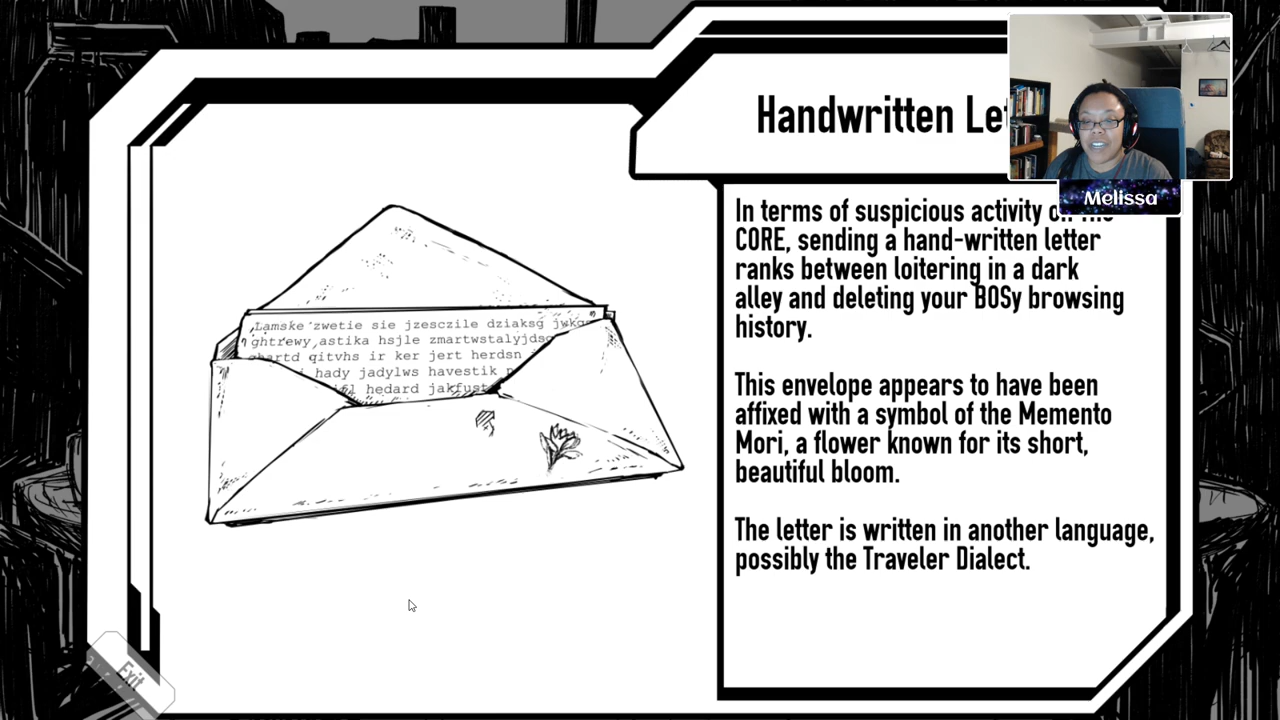 Handwritten
Melissa
In terms of suspicious activity
CORE, sending a hand-written letter
ranks between loitering in a dark
alley and deleting your BOSy browsing
history.
This envelope appears to have been
affixed with a symbol of the Memento
Mori, a flower known for its short,
beautiful bloom.
The letter is written in another language,
possibly the Traveler Dialect.
Lamske zwetie sie jzesczile dziaksg
ghtrewy astika hsjle
qitvhs ir ker jert herdsn
hady jadylws havestik
hedard
Exit